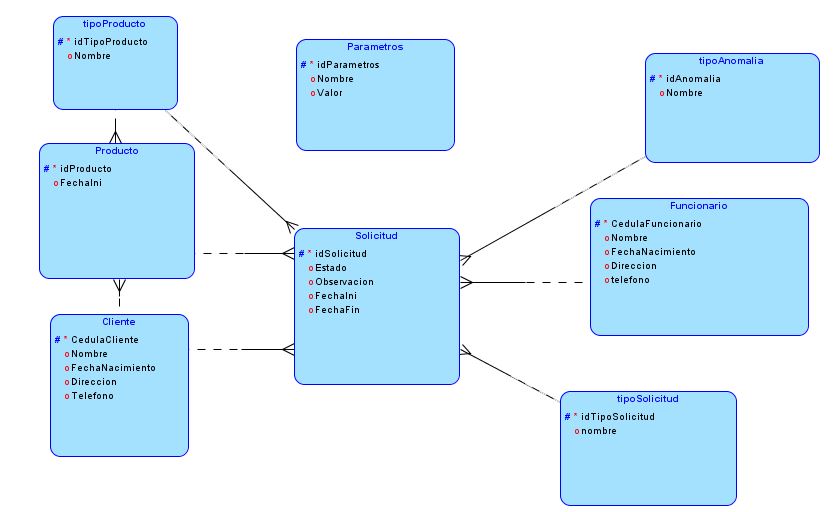 tipoProducto
# * idTipoProducto
o Nombre
Parametros
# * idParametros
o Nombre
o Valor
tipoAnomalia
# * idAnomalia
o Nombre
Producto
# * idProducto
o FechaIni
Solicitud
# * idSolicitud
o Estado
o Observacion
o FechaIni
o FechaFin
Funcionario
# * CedulaFuncionario
o Nombre
o FechaNacimiento
o Direccion
o telefono
Cliente
# * CedulaCliente
o Nombre
o FechaNacimiento
o Direccion
o Telefono
tipoSolicitud
# * idTipoSolicitud
o nombre